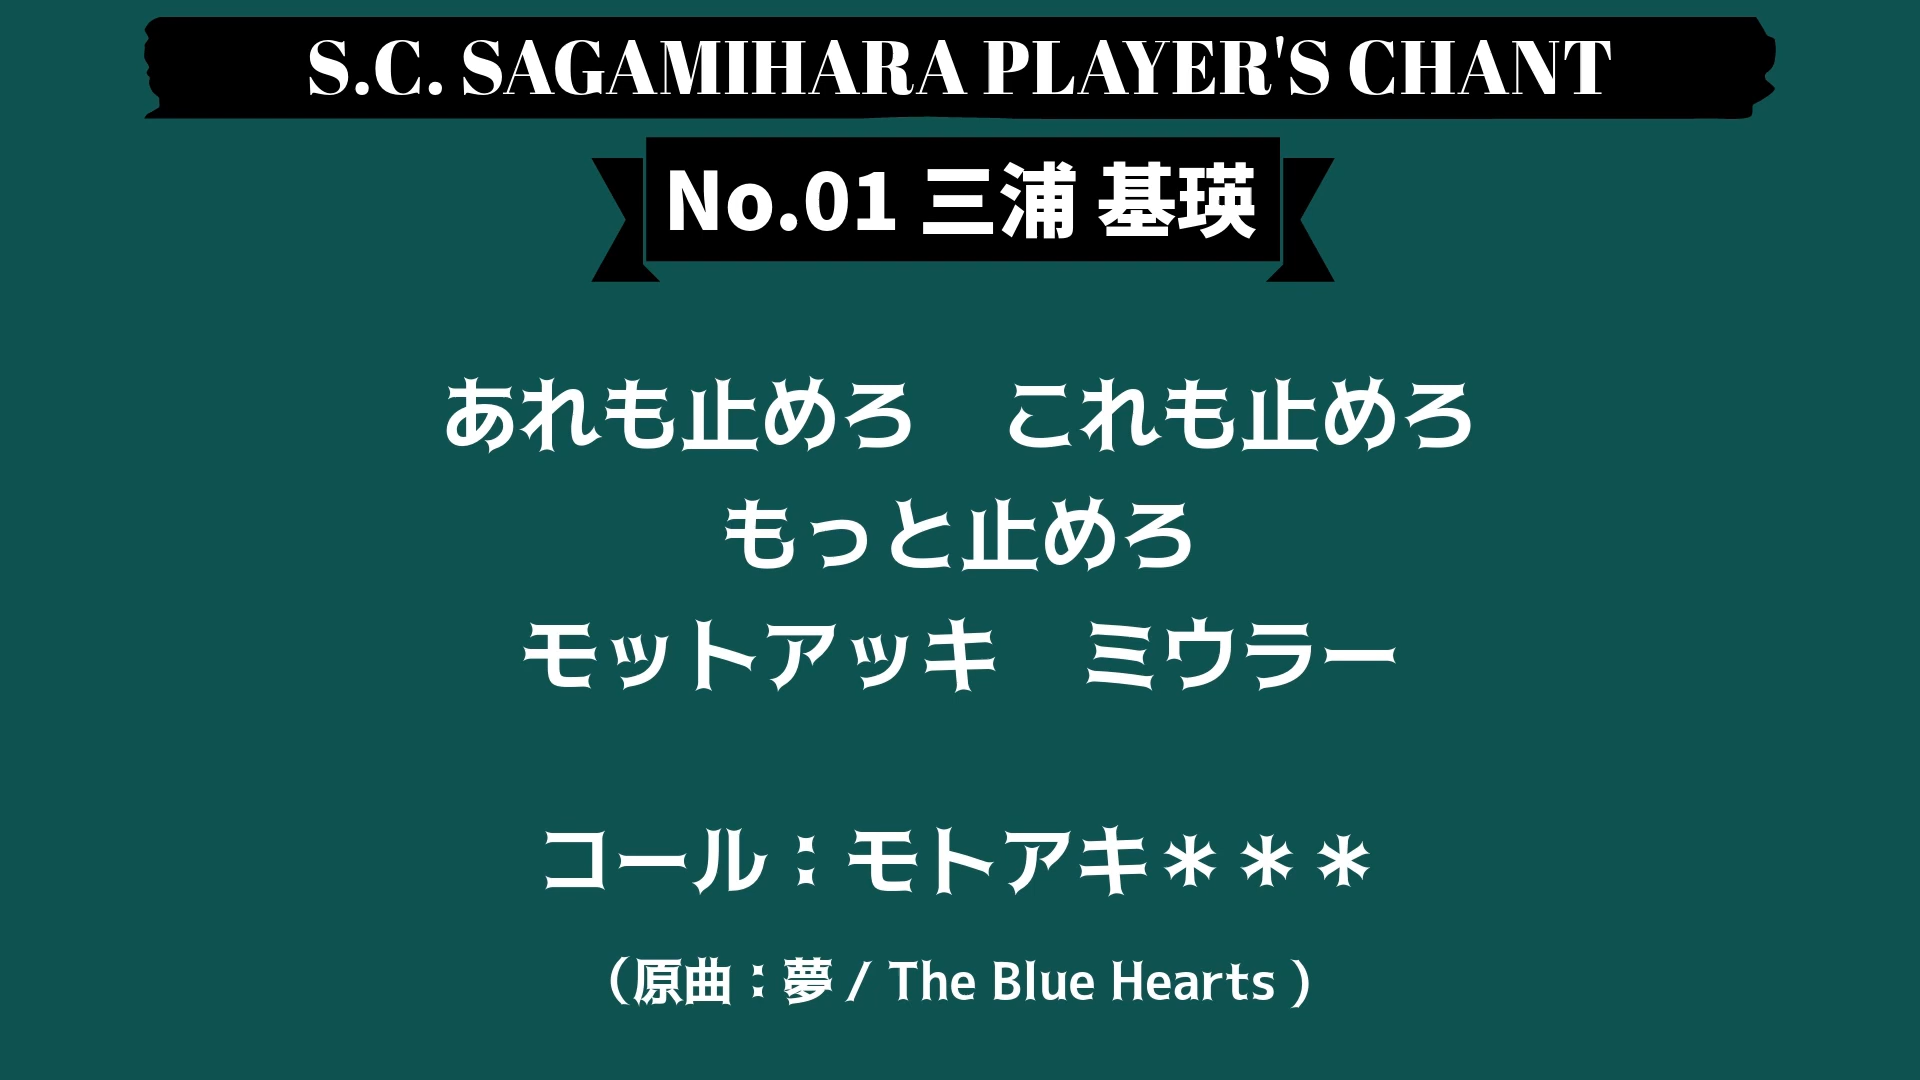 S.C. SAGAMIHARA PLAYER'S CHANT
No.01 三浦 基瑛
あれも止めろ　これも止めろ
もっと止めろ
モットアッキ　ミウラー
コール：モトアキ＊＊＊
（原曲：夢 / The Blue Hearts ）